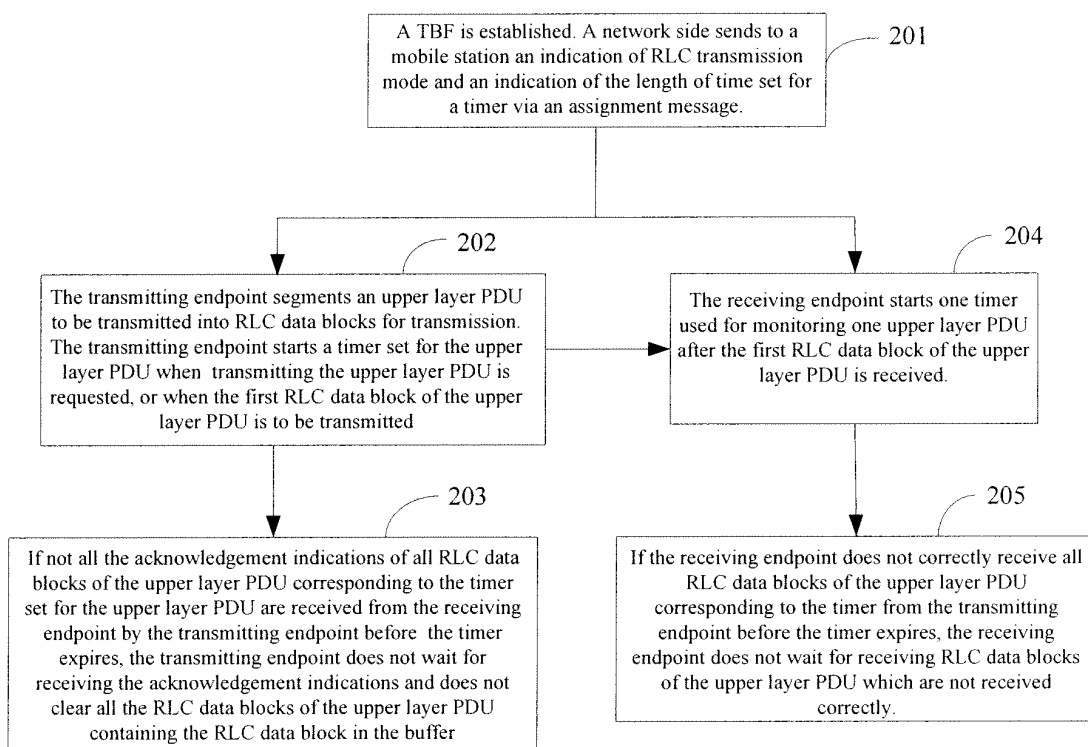 A TBF is established. A network side sends to a
mobile station an indication of RLC transmission
mode and an indication of the length of time set for
a timer via an assignment message.
201
202
The transmitting endpoint segments an upper layer PDU
to be transmitted into RLC data blocks for transmission.
The transmitting endpoint starts a timer set for the upper
layer PDU when transmitting the upper layer PDU is
requested, or when the first RLC data block of the upper
layer PDU is to be transmitted
204
The receiving endpoint starts one timer
used for monitoring one upper layer PDU
after the first RLC data block of the upper
layer PDU is received.
203
If not all the acknowledgement indications of all RLC data
blocks of the upper layer PDU corresponding to the timer
set for the upper layer PDU are received from the receiving
endpoint by the transmitting endpoint before the timer
expires, the transmitting endpoint does not wait for
receiving the acknowledgement indications and does not
clear all the RLC data blocks of the upper layer PDU
containing the RLC data block in the buffer
205
If the receiving endpoint does not correctly receive all
RLC data blocks of the upper layer PDU
corresponding to the timer from the transmitting
endpoint before the timer expires, the receiving
endpoint does not wait for receiving RLC data blocks
of the upper layer PDU which are not received
correctly.